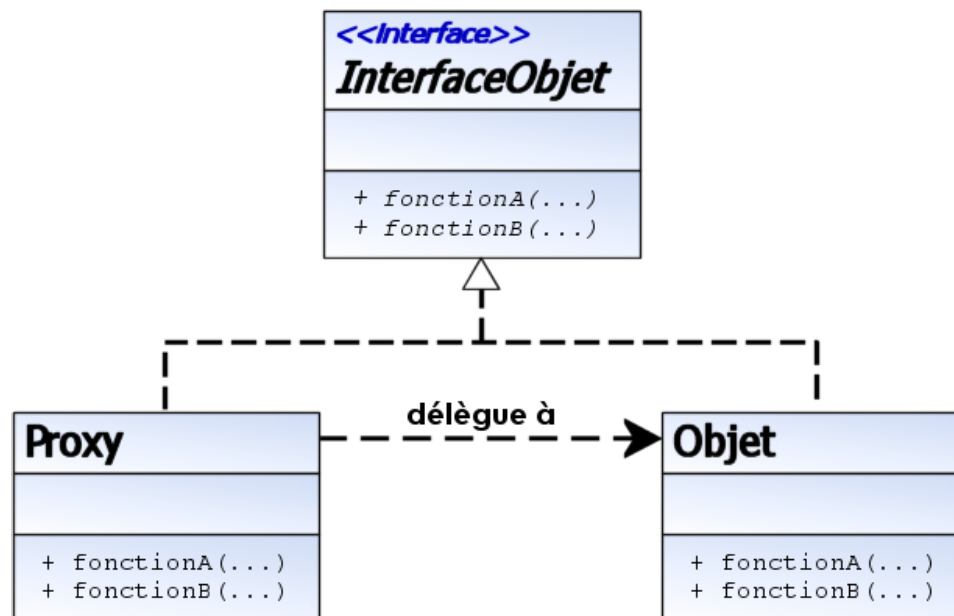 <<Interface>>
InterfaceObjet
+ fonctionA(...)
+ fonctionB(...)
délègue à
Proxy
+ fonctionA(...)
+ fonctionB(...)
Objet
+ fonctionA(...)
+ fonctionB(...)